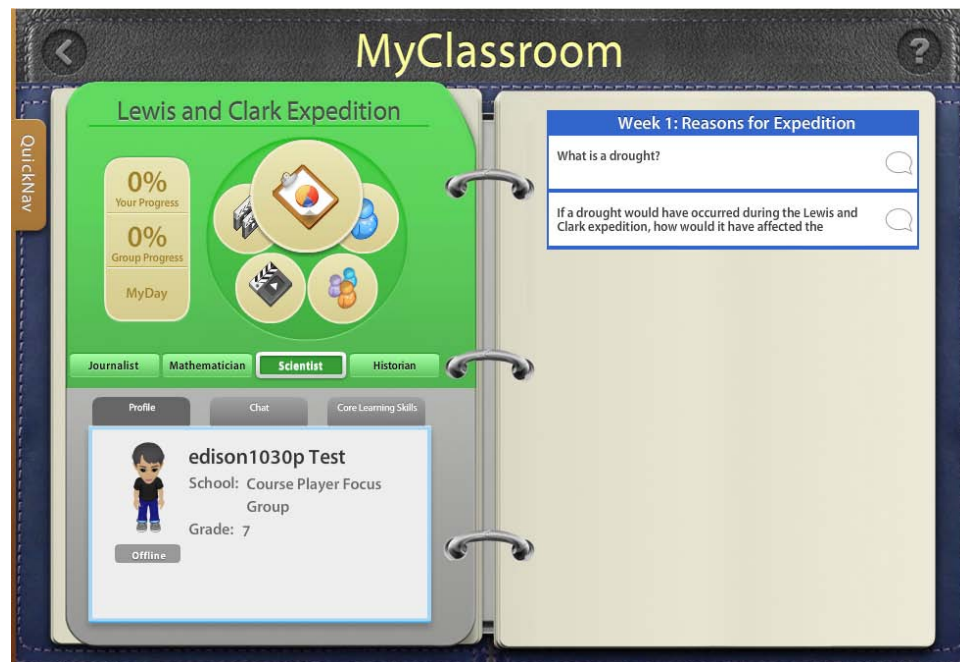 MyClassroom
?
QuickNav
Lewis and Clark Expedition
0%
Your Progress
0%
Group Progress
MyDay
Journalist Mathematician Scientist Historian
Profile Chat Core Learning Skills
edison1030p Test
School: Course Player Focus
Group
Grade: 7
Offline
Week 1: Reasons for Expedition
What is a drought?
If a drought would have occurred during the Lewis and
Clark expedition, how would it have affected the